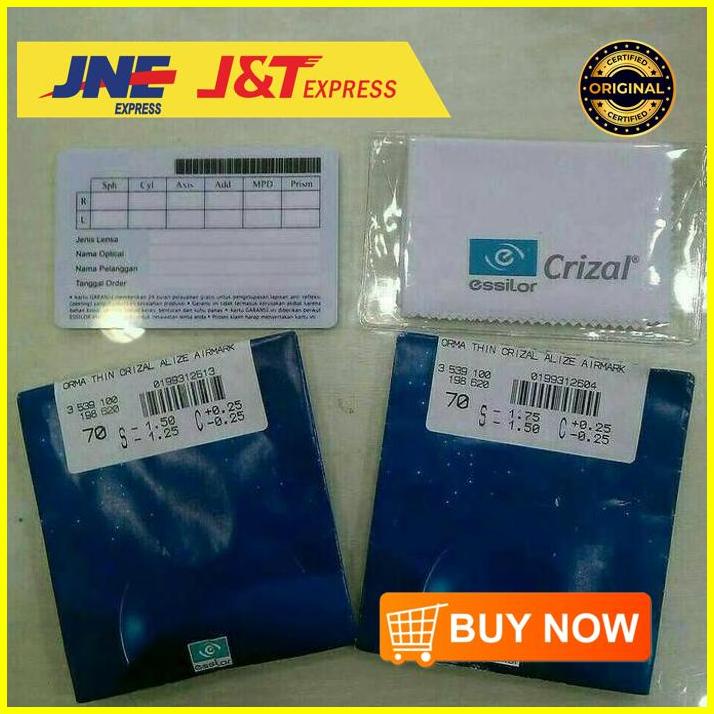 JNE
EXPRESS
J&T EXPRESS
CERTIFIED
ORIGINAL
CERTIFIED
Sph Cyl Axis Add MPD Prism
R
L
Jenis Lensa
Nama Optical
Nama Pelanggan
Tanggal Order
essilor
Crizal®
ORMA THIN CRIZAL ALIZE AIRMARK
3 539 100
198 620
0199312513
70
S - 1.50 C +0.25
- 1.25 -0.25
essilor
ORMA THIN CRIZAL ALIZE AIRMARK
3 539 100
198 620
0199312604
70
S - 1.75 C +0.25
- 1.50 -0.25
BUY NOW
essilor